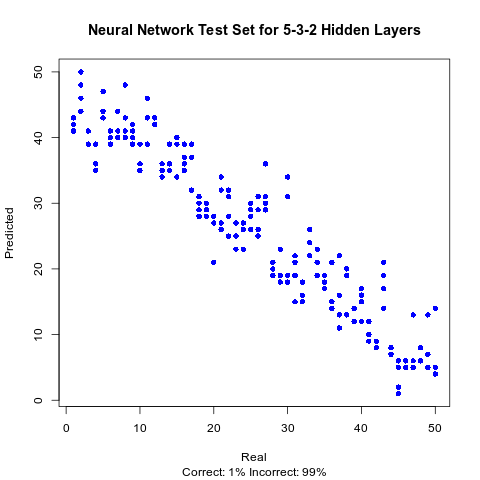 Neural Network Test Set for 5-3-2 Hidden Layers
50
40
30
20
10
0
Predicted
0 10 20 30 40 50
Real
Correct: 1% Incorrect: 99%